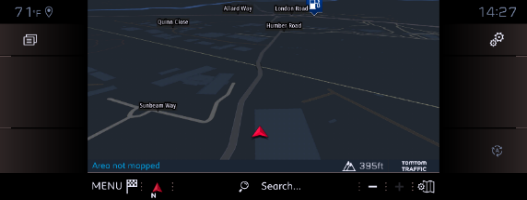 71°F 14:27
Allard Way London Road
Quinn Close Humber Road
Sunbeam Way
Area not mapped 395ft TOMTOM TRAFFIC
MENU N Search...